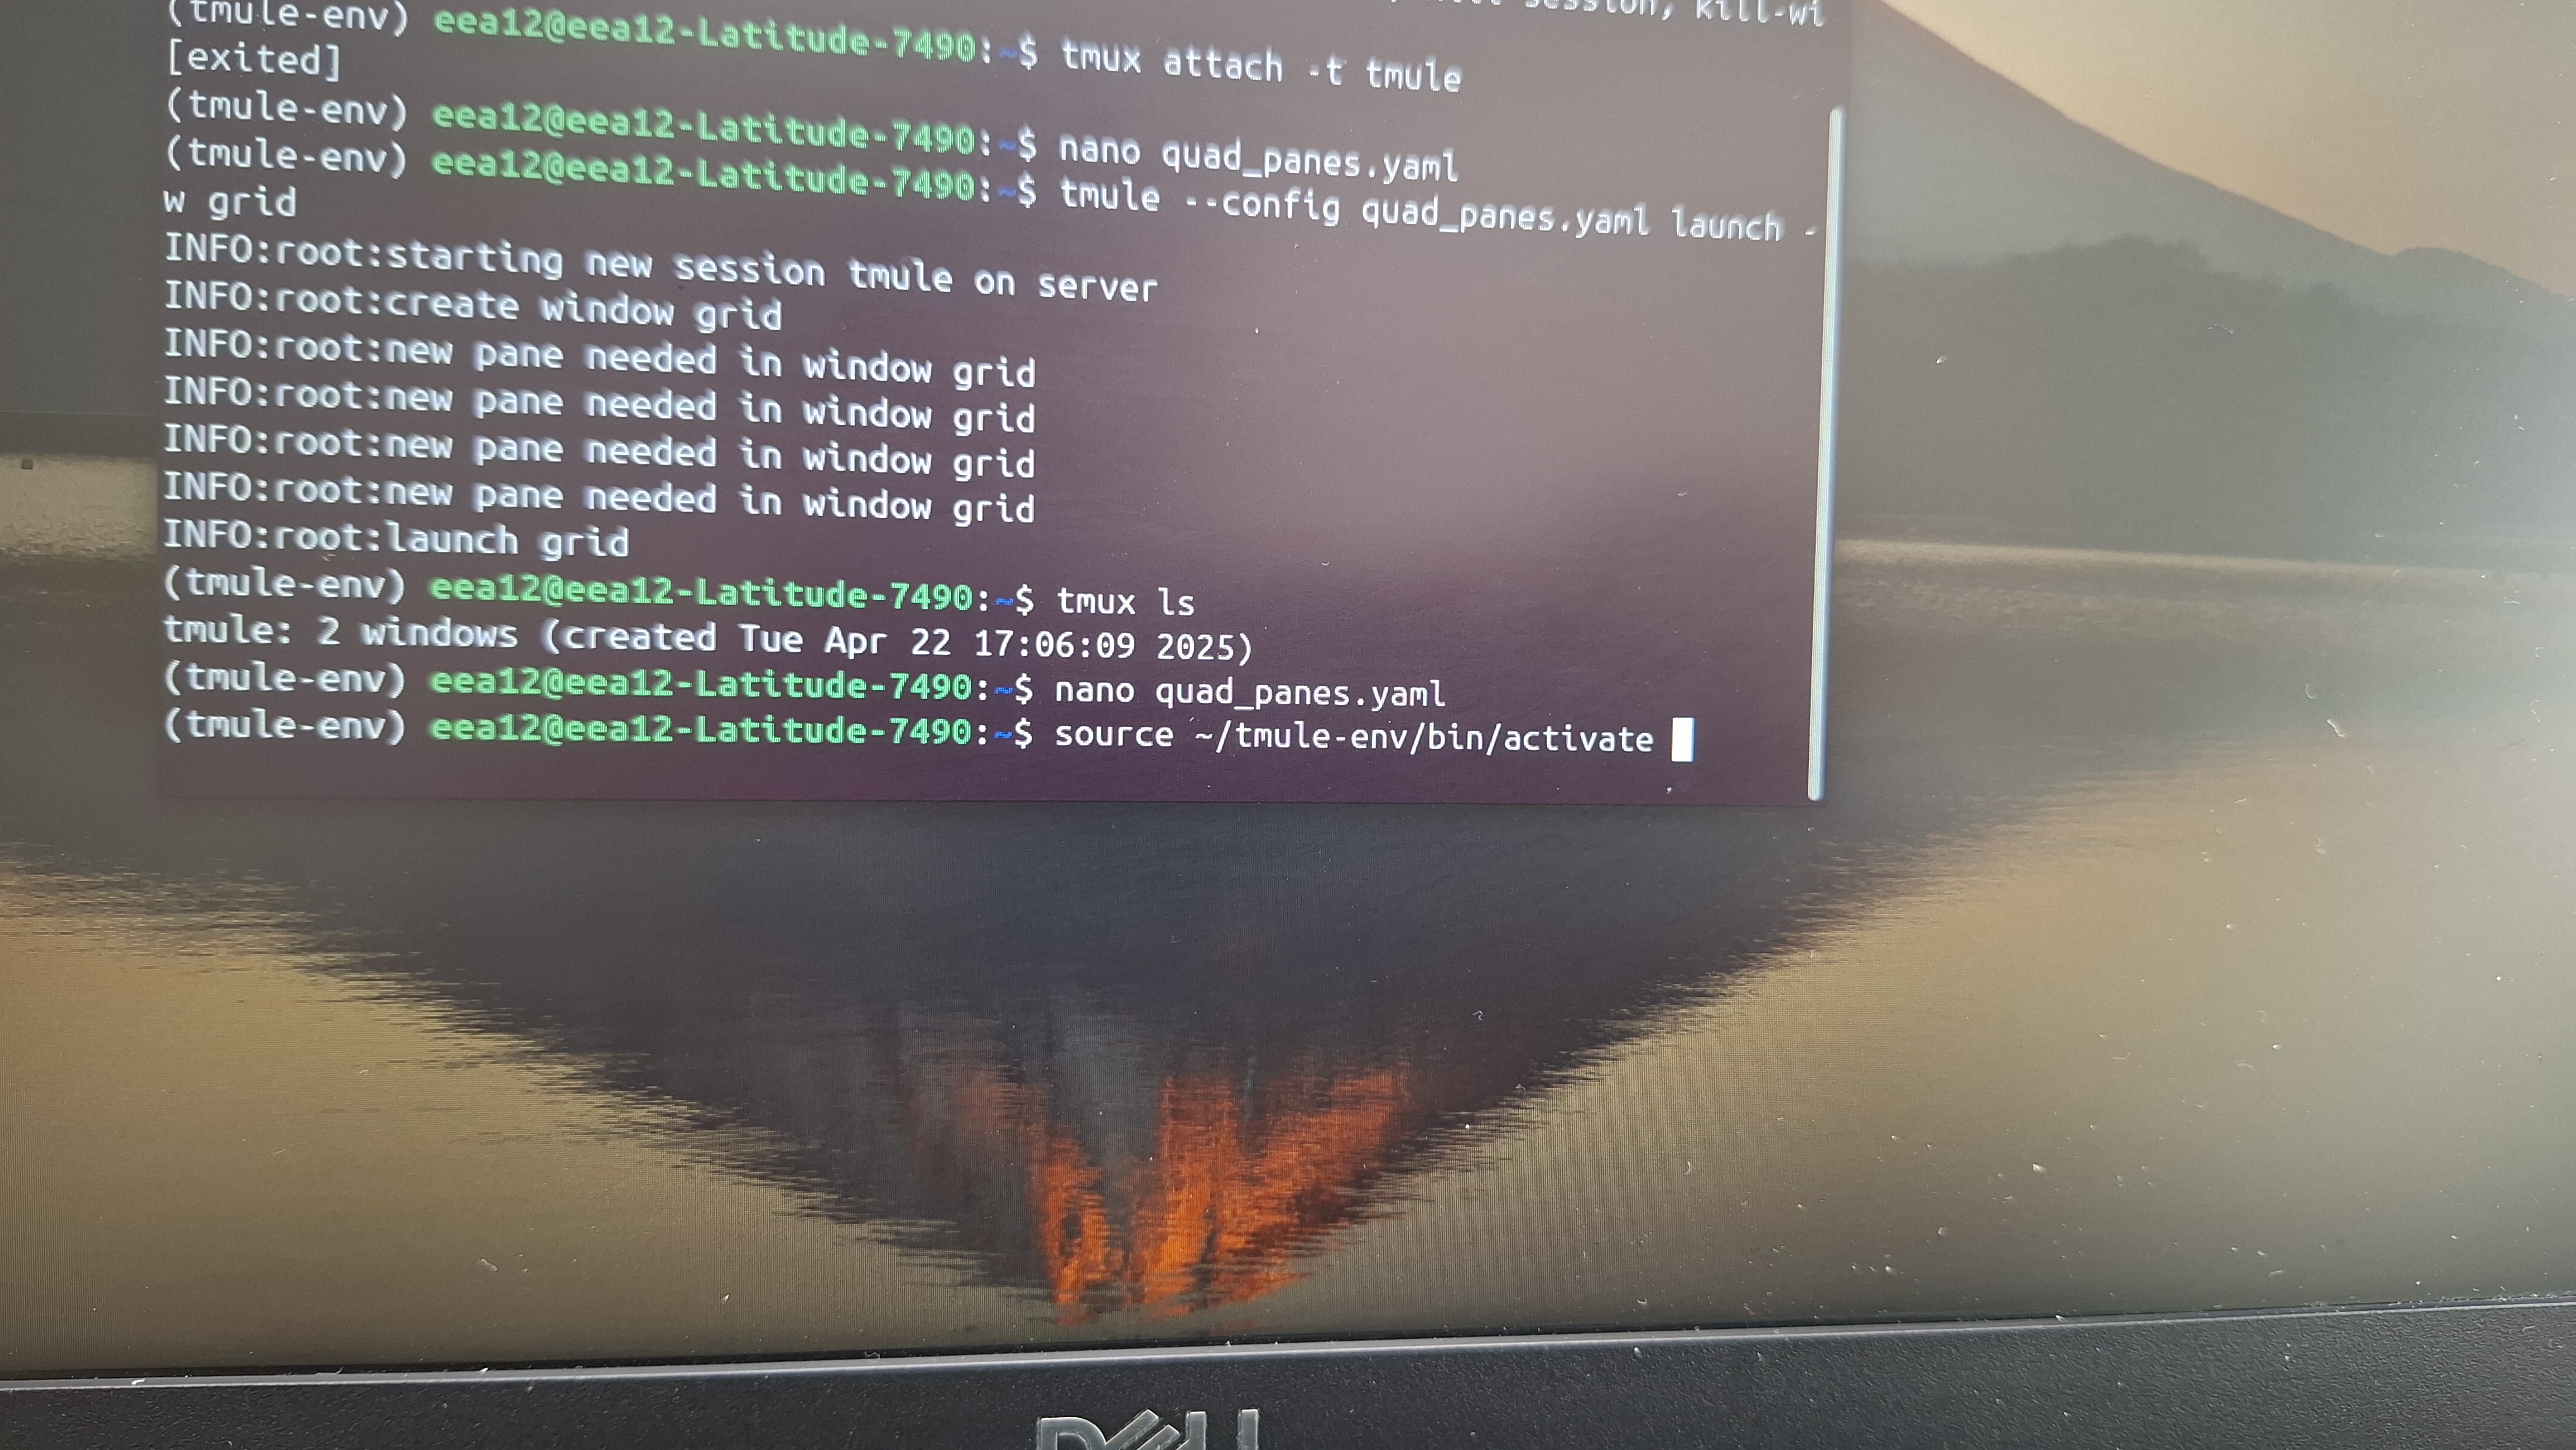 session, kill-wi
(tmule-env) eea12@eea12-Latitude-7490:~$ tmux attach -t tmule
[exited]
(tmule-env) eea12@eea12-Latitude-7490:~$ nano quad_panes.yaml
(tmule-env) eea12@eea12-Latitude-7490:~$ tmule --config quad_panes.yaml launch -
w grid
INFO:root:starting new session tmule on server
INFO:root:create window grid
INFO:root:new pane needed in window grid
INFO:root:new pane needed in window grid
INFO:root:new pane needed in window grid
INFO:root:new pane needed in window grid
INFO:root:launch grid
(tmule-env) eea12@eea12-Latitude-7490:~$ tmux ls
tmule: 2 windows (created Tue Apr 22 17:06:09 2025)
(tmule-env) eea12@eea12-Latitude-7490:~$ nano quad_panes.yaml
(tmule-env) eea12@eea12-Latitude-7490:~$ source ~/tmule-env/bin/activate
DELL